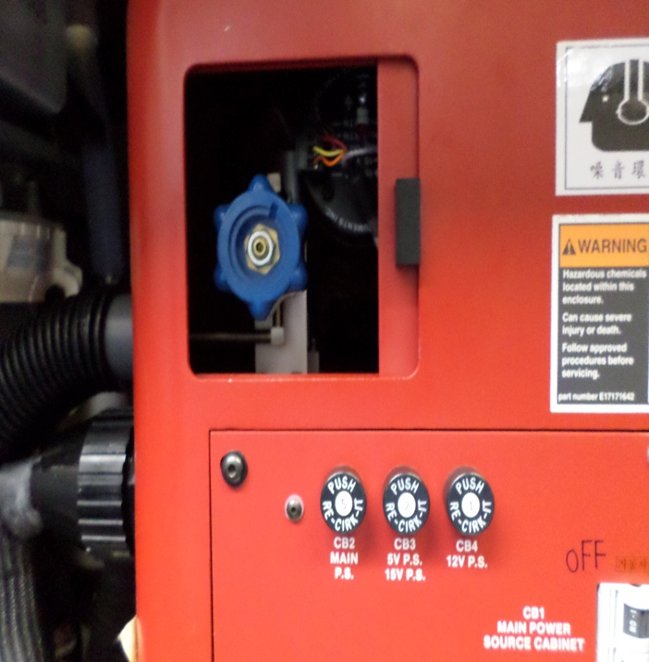 噪音環
WARNING
Hazardous chemicals
located within this
enclosure.
Can cause severe
injury or death.
Follow approved
procedures before
servicing.
part number E17171642
PUSH
RE-CIRK-IT
PUSH
RE-CIRK-IT
PUSH
RE-CIRK-IT
CB2
MAIN
P.S.
CB3
5V P.S.
15V P.S.
CB4
12V P.S.
OFF
CB1
MAIN POWER
SOURCE CABINET